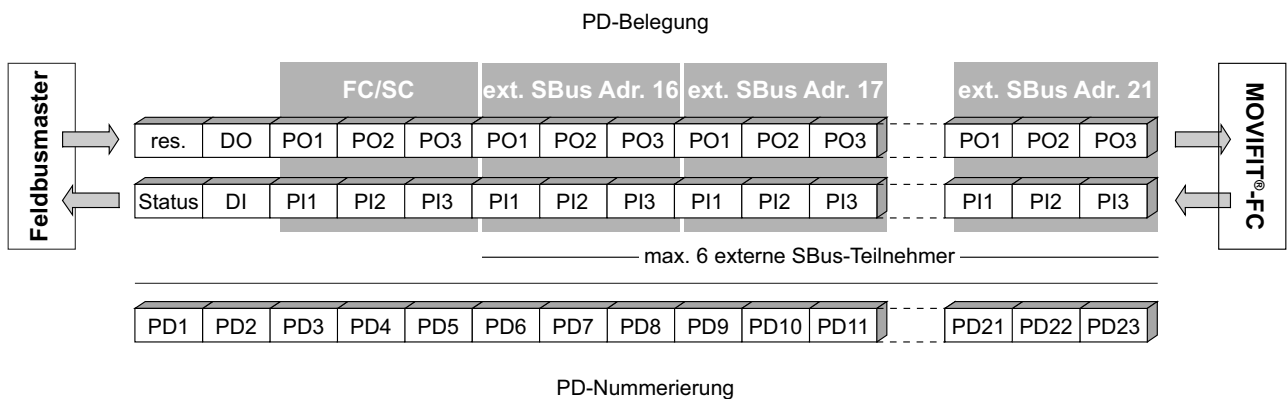 PD-Belegung
Feldbusmaster
MOVIFIT®-FC
FC/SC ext. SBus Adr. 16 ext. SBus Adr. 17 ext. SBus Adr. 21
res. DO PO1 PO2 PO3 PO1 PO2 PO3 PO1 PO2 PO3 PO1 PO2 PO3
Status DI PI1 PI2 PI3 PI1 PI2 PI3 PI1 PI2 PI3 PI1 PI2 PI3
max. 6 externe SBus-Teilnehmer
PD1 PD2 PD3 PD4 PD5 PD6 PD7 PD8 PD9 PD10 PD11 PD21 PD22 PD23
PD-Nummerierung